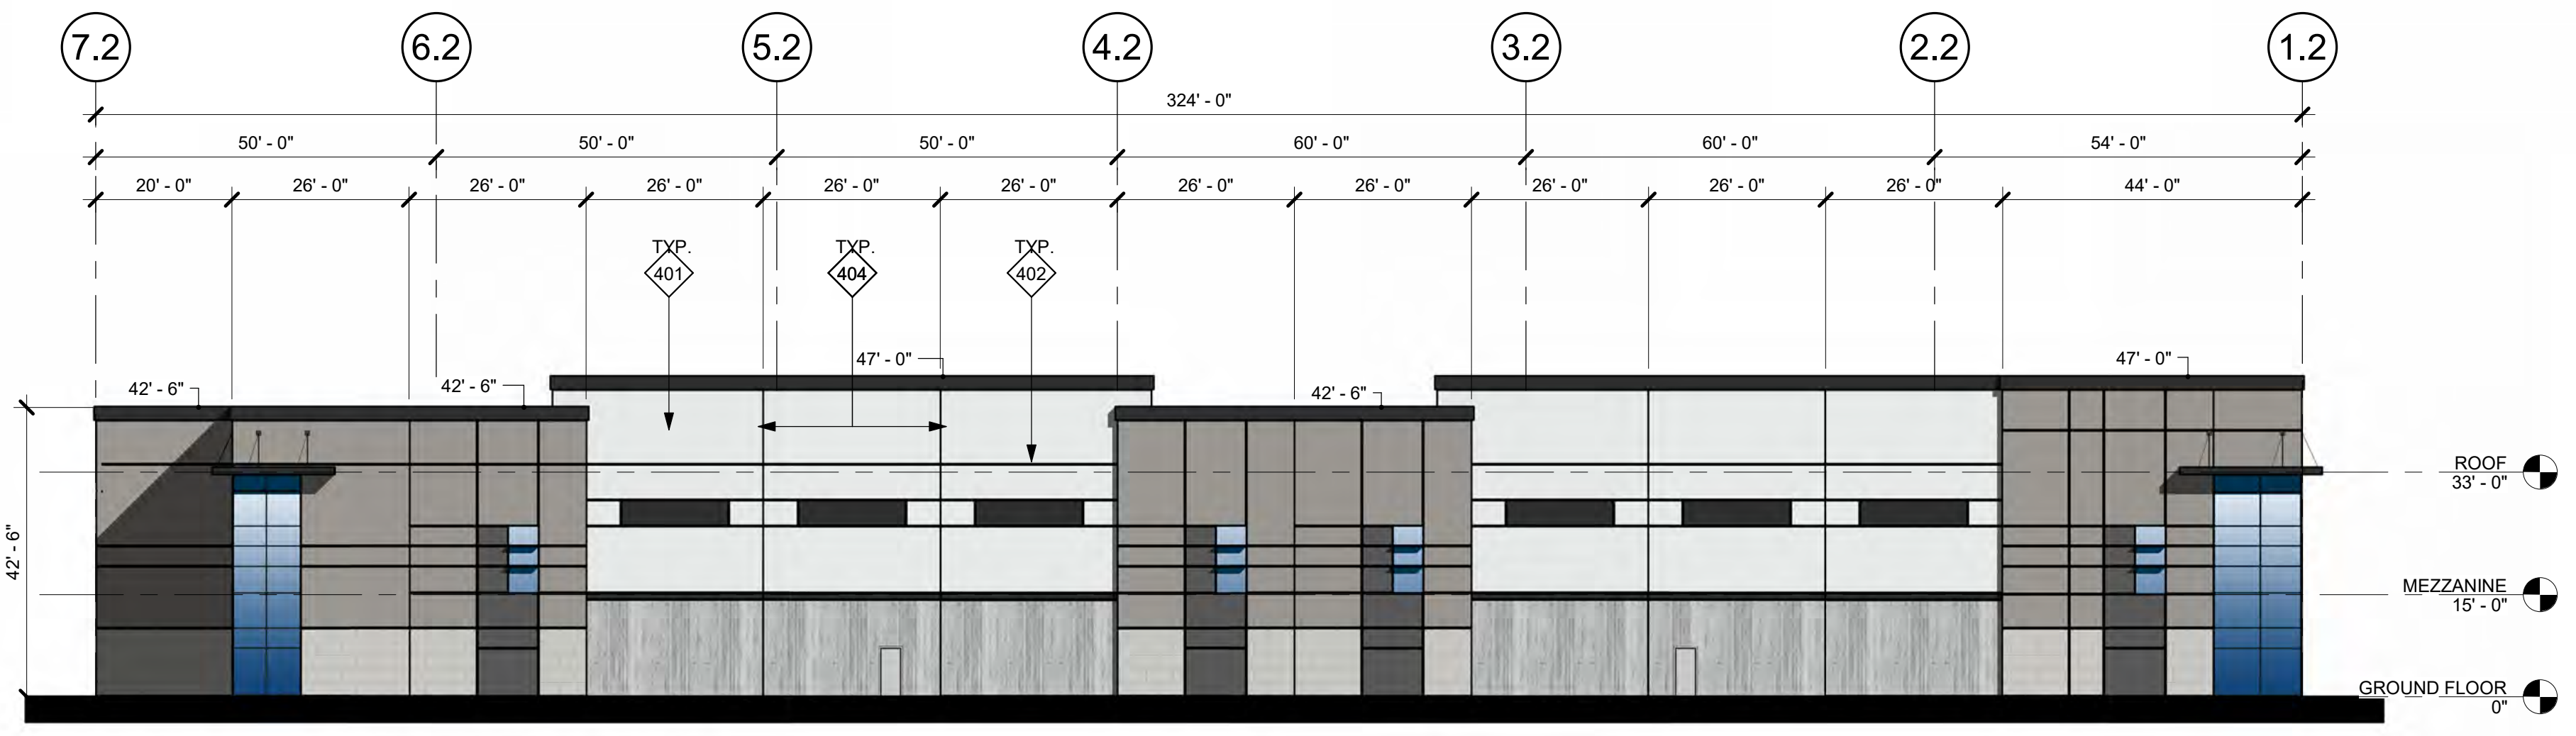 7.2 6.2 5.2 4.2 3.2 2.2 1.2
324' - 0"
50' - 0" 50' - 0" 50' - 0" 60' - 0" 60' - 0" 54' - 0"
20' - 0" 26' - 0" 26' - 0" 26' - 0" 26' - 0" 26' - 0" 26' - 0" 26' - 0" 26' - 0" 26' - 0" 26' - 0" 44' - 0"
TYP. TYP. TYP.
401 404 402
47' - 0" 47' - 0"
42' - 6" 42' - 6" 42' - 6"
ROOF
33' - 0"
42' - 6"
MEZZANINE
15' - 0"
GROUND FLOOR
0"